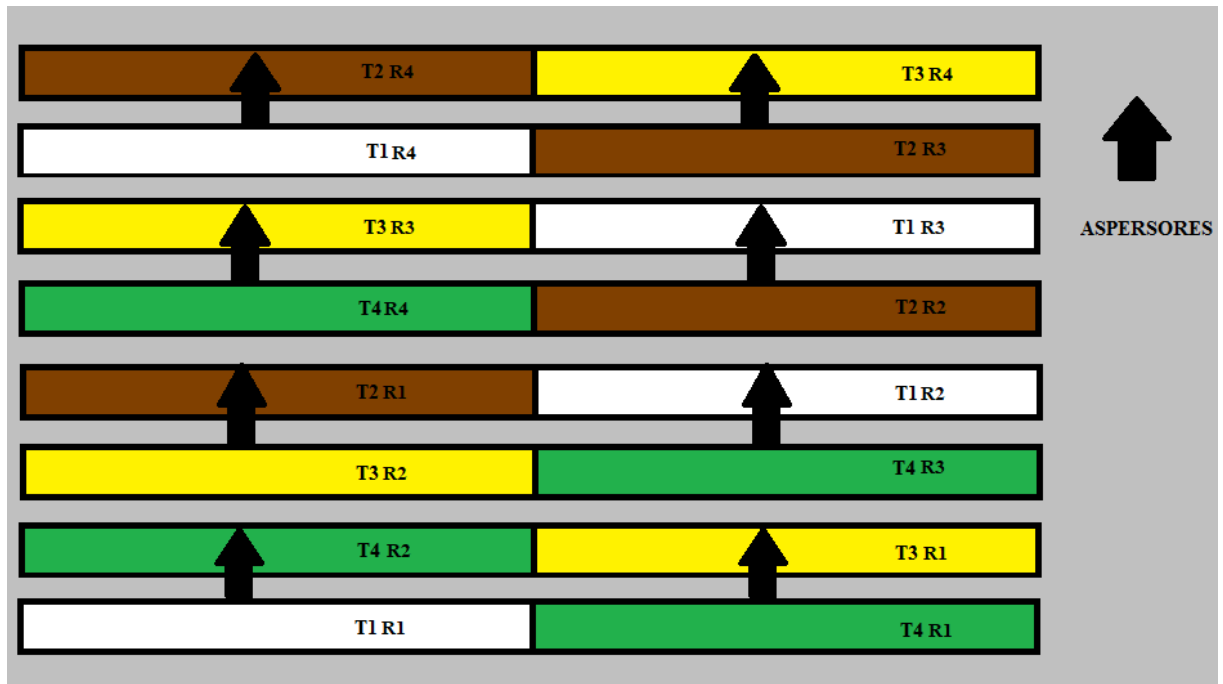 T2 R4
T3 R4
T1 R4
T2 R3
T3 R3
T1 R3
ASPERSORES
T4 R4
T2 R2
T2 R1
T1 R2
T3 R2
T4 R3
T4 R2
T3 R1
T1 R1
T4 R1